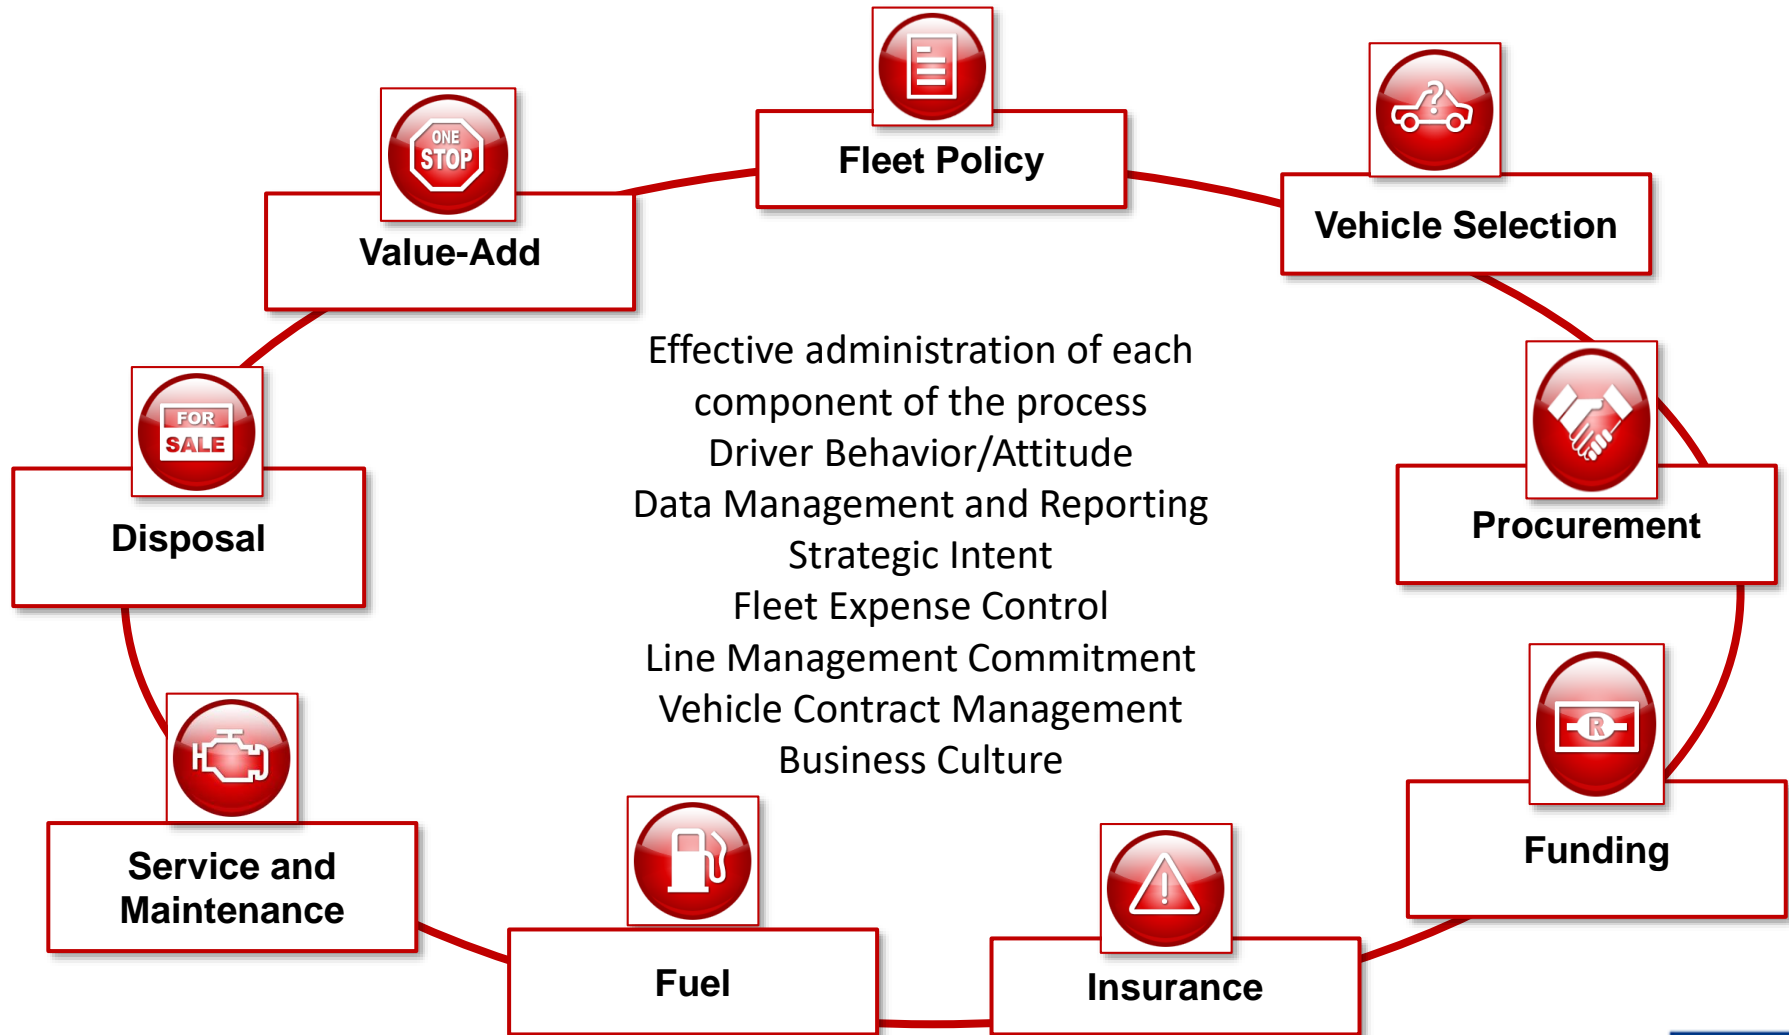 Fleet Policy
ONE
STOP
Value-Add
Vehicle Selection
?
Effective administration of each
component of the process
Driver Behavior/Attitude
Data Management and Reporting
Strategic Intent
Fleet Expense Control
Line Management Commitment
Vehicle Contract Management
Business Culture
FOR
SALE
Disposal
Procurement
R
Funding
Service and
Maintenance
Fuel
!
Insurance